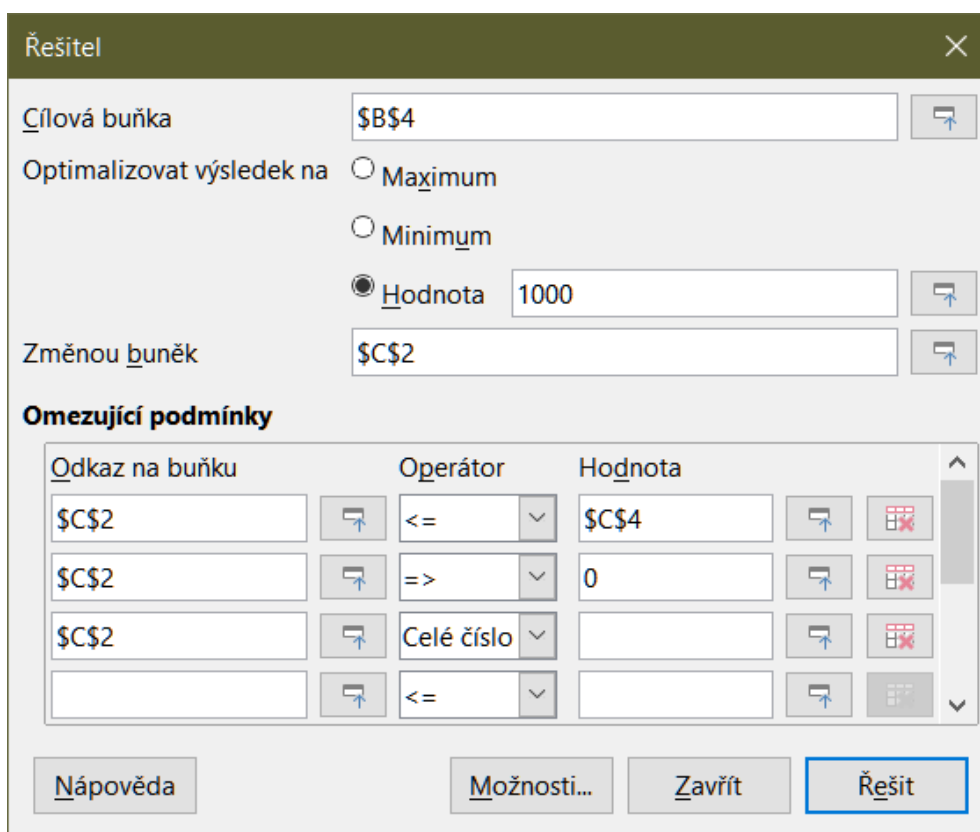 Řešitel
Cílová buňka $B$4
Optimalizovat výsledek na Maximum
Minimum
Hodnota 1000
Změnou buněk $C$2
Omezující podmínky
Odkaz na buňku Operátor Hodnota
$C$2 <= $C$4
$C$2 => 0
$C$2 Celé číslo
<=
Nápověda Možnosti... Zavřít Řešit